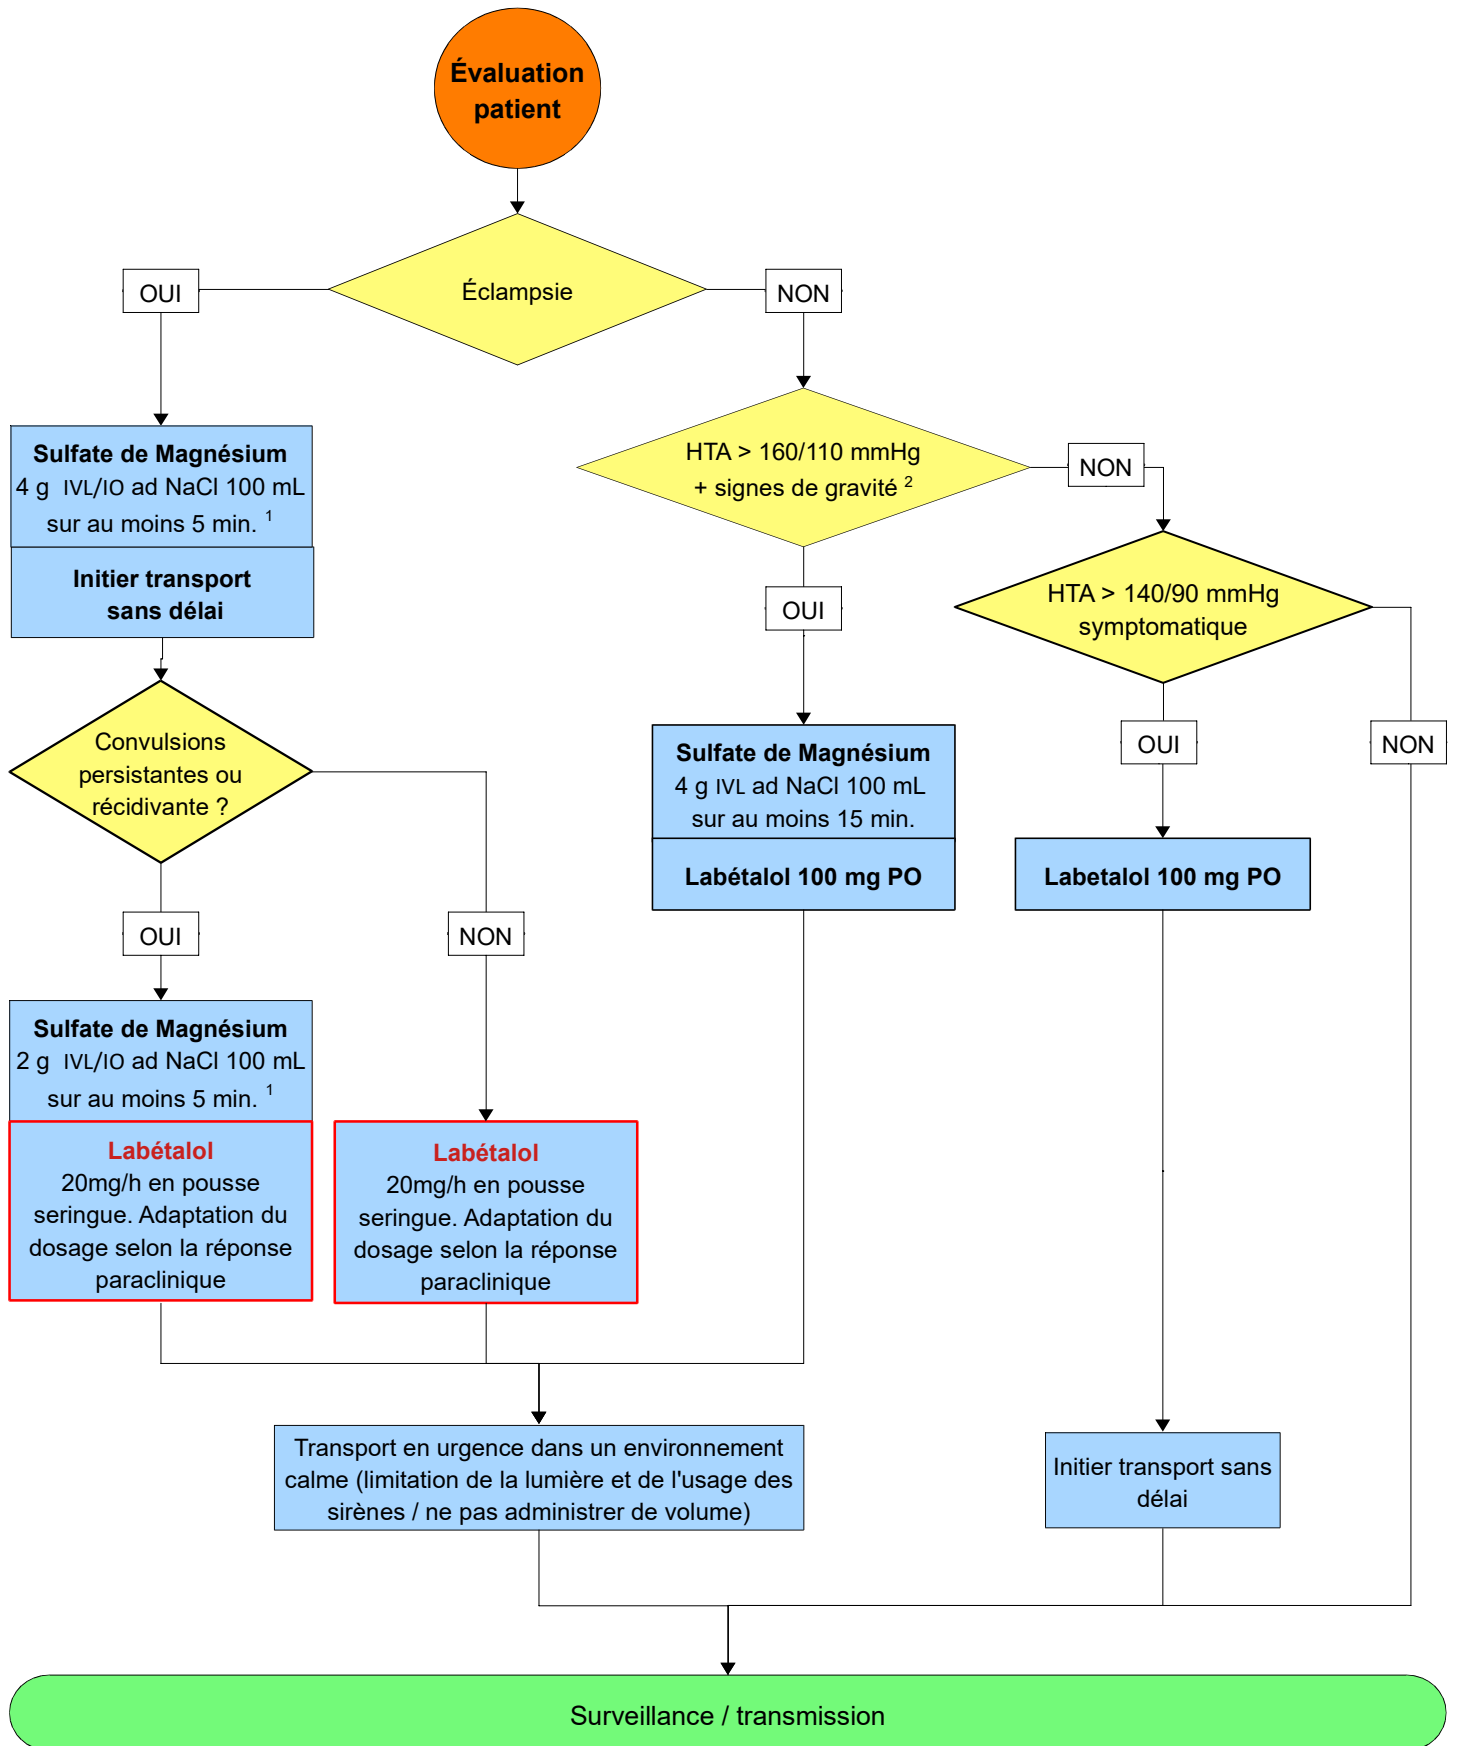 Évaluation
patient
Éclampsie
OUI
NON
Sulfate de Magnésium
4 g IVL/IO ad NaCl 100 mL
sur au moins 5 min. 1
Initier transport
sans délai
HTA > 160/110 mmHg
+ signes de gravité 2
NON
OUI
HTA > 140/90 mmHg
symptomatique
OUI
NON
Convulsions
persistantes ou
récidivante ?
OUI
NON
Sulfate de Magnésium
4 g IVL ad NaCl 100 mL
sur au moins 15 min.
Labétalol 100 mg PO
Labetalol 100 mg PO
Sulfate de Magnésium
2 g IVL/IO ad NaCl 100 mL
sur au moins 5 min. 1
Labétalol
20mg/h en pousse
seringue. Adaptation du
dosage selon la réponse
paraclinique
Labétalol
20mg/h en pousse
seringue. Adaptation du
dosage selon la réponse
paraclinique
Transport en urgence dans un environnement
calme (limitation de la lumière et de l'usage des
sirènes / ne pas administrer de volume)
Initier transport sans
délai
Surveillance / transmission